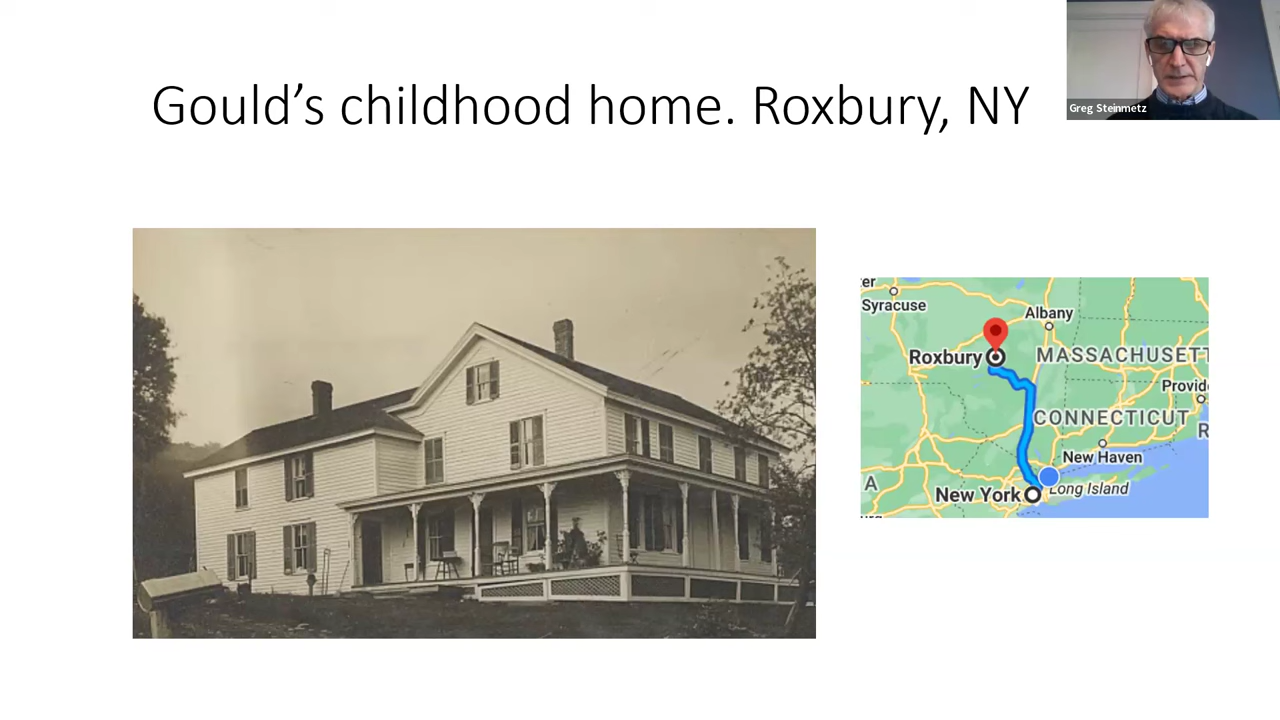 Gould’s childhood home. Roxbury, NY
Greg Steinmetz
Syracuse
Albany
Roxbury
MASSACHUSETT
Provid
CONNECTICUT
R
New Haven
A
New York
Long Island